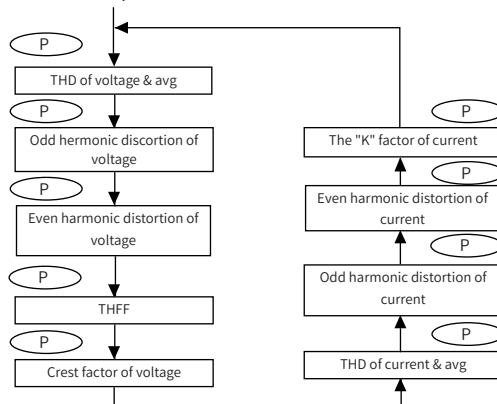 P
THD of voltage & avg
P
Odd hermonic discortion of
voltage
P
Even harmonic distortion of
voltage
P
THFF
P
Crest factor of voltage
P
The "K" factor of current
P
Even harmonic distortion of
current
P
Odd harmonic distortion of
current
P
THD of current & avg